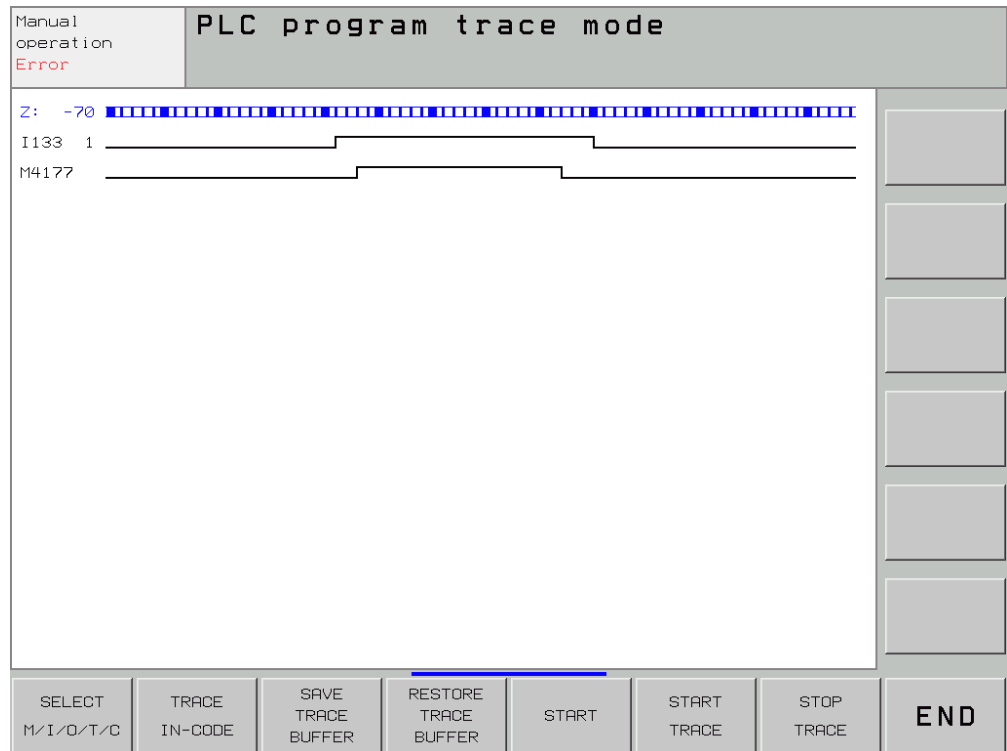 Manual
operation
Error
PLC program trace mode
Z: -70
I133 1
M4177
SELECT
M/I/O/T/C
TRACE
IN-CODE
SAVE
TRACE
BUFFER
RESTORE
TRACE
BUFFER
START
START
TRACE
STOP
TRACE
END